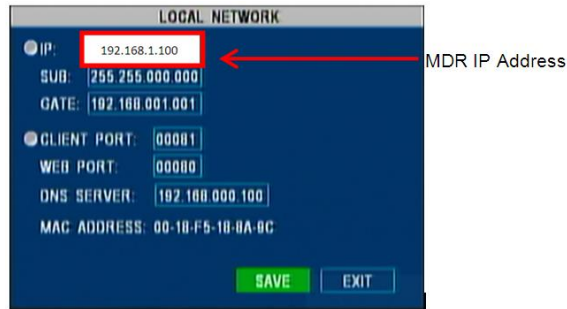 LOCAL NETWORK
IP: 192.168.1.100
MDR IP Address
SUB: 255.255.000.000
GATE: 192.168.001.001
CLIENT PORT: 00081
WEB PORT: 00080
DNS SERVER: 192.168.000.100
MAC ADDRESS: 00-18-F5-18-8A-9C
SAVE EXIT